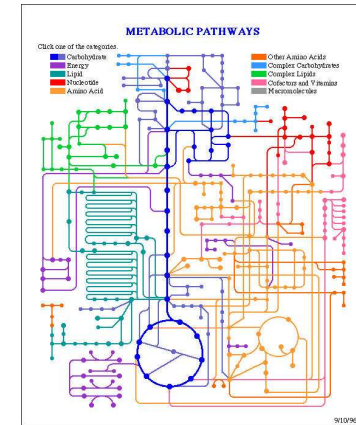 METABOLIC PATHWAYS
Click one of the categories.
Carbohydrate
Energy
Lipid
Nucleotide
Amino Acid
Other Amino Acids
Complex Carbohydrates
Complex Lipids
Cofactors and Vitamins
Macromolecules
9/10/96